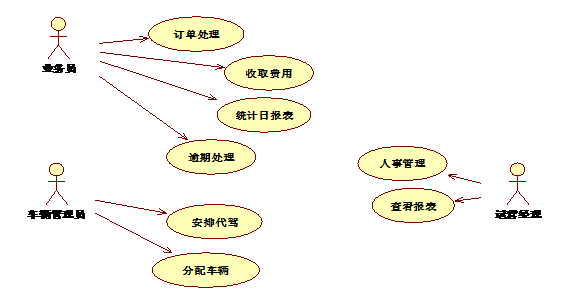 订单处理
业务员
收取费用
统计日报表
逾期处理
人事管理
查看报表
车辆管理员
运营经理
安排代驾
分配车辆